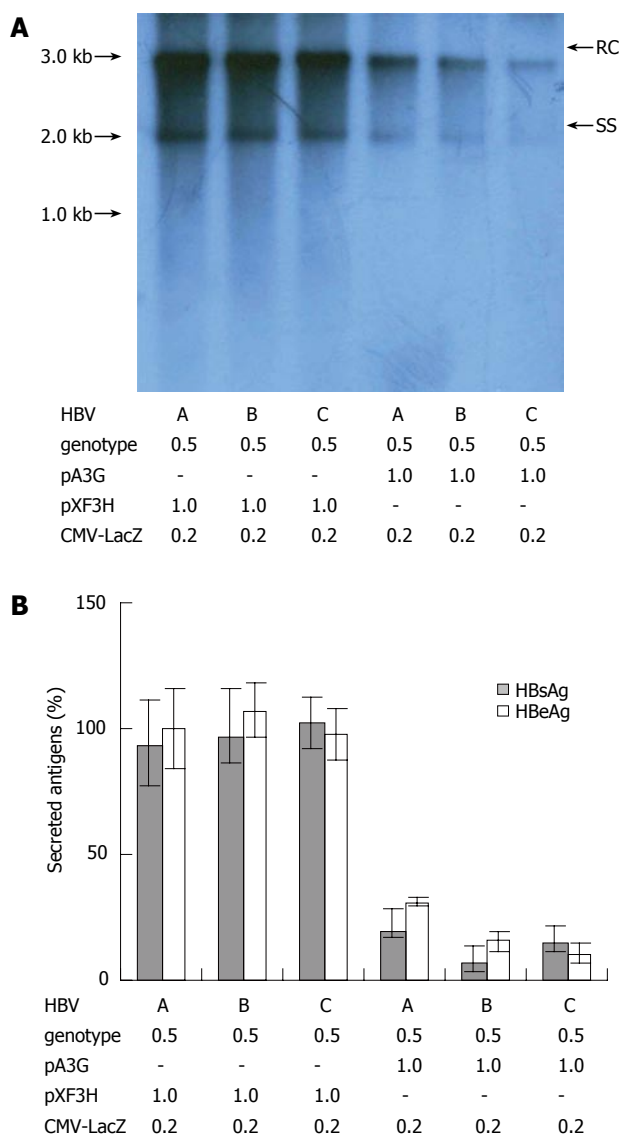 A
3.0 kb
RC
2.0 kb
SS
1.0 kb
HBV A B C A B C
genotype 0.5 0.5 0.5 0.5 0.5 0.5
pA3G - - - 1.0 1.0 1.0
pXF3H 1.0 1.0 1.0 - - -
CMV-LacZ 0.2 0.2 0.2 0.2 0.2 0.2
B
150
100
50
0
Secreted antigens (%)
HBsAg
HBeAg
HBV A B C A B C
genotype 0.5 0.5 0.5 0.5 0.5 0.5
pA3G - - - 1.0 1.0 1.0
pXF3H 1.0 1.0 1.0 - - -
CMV-LacZ 0.2 0.2 0.2 0.2 0.2 0.2